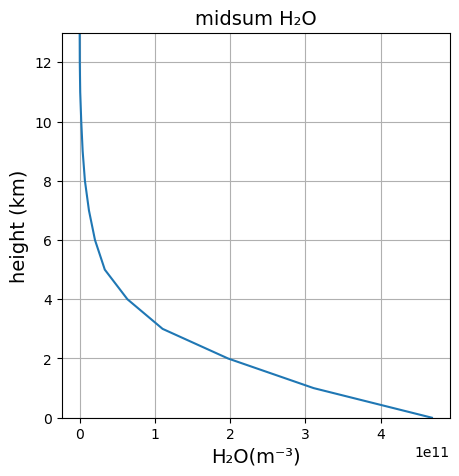 midsum H₂O
12
10
8
6
4
2
0
height (km)
0 1 2 3 4
1e11
H₂O(m⁻³)